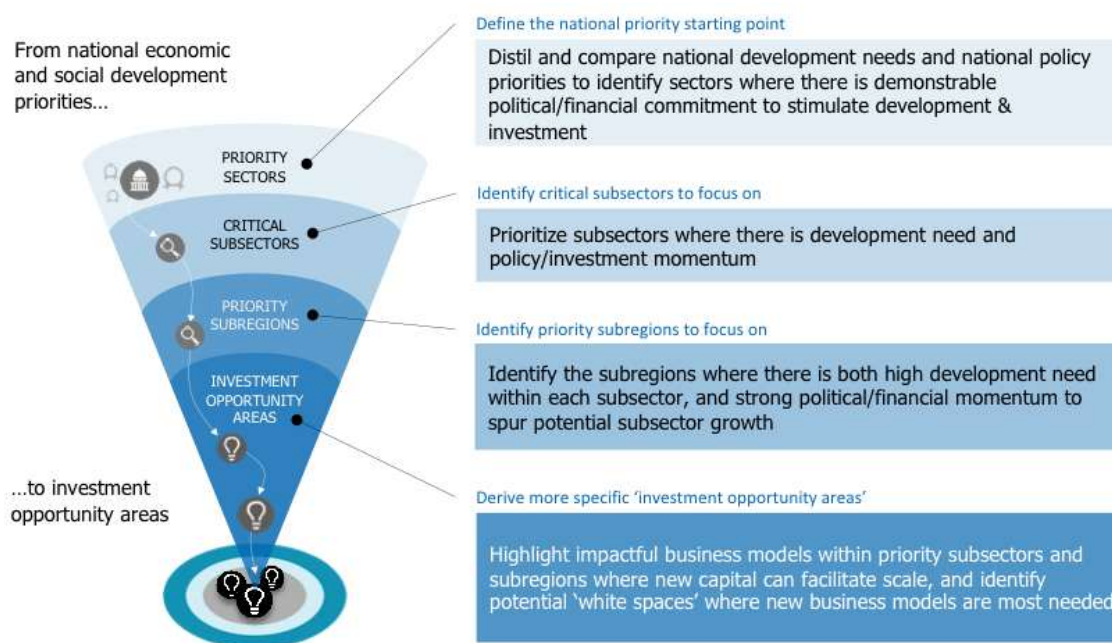 From national economic
and social development
priorities…
PRIORITY
SECTORS
CRITICAL
SUBSECTORS
PRIORITY
SUBREGIONS
INVESTMENT
OPPORTUNITY
AREAS
…to investment
opportunity areas
Define the national priority starting point
Distil and compare national development needs and national policy
priorities to identify sectors where there is demonstrable
political/financial commitment to stimulate development &
investment
Identify critical subsectors to focus on
Prioritize subsectors where there is development need and
policy/investment momentum
Identify priority subregions to focus on
Identify the subregions where there is both high development need
within each subsector, and strong political/financial momentum to
spur potential subsector growth
Derive more specific ‘investment opportunity areas’
Highlight impactful business models within priority subsectors and
subregions where new capital can facilitate scale, and identify
potential ‘white spaces’ where new business models are most needed